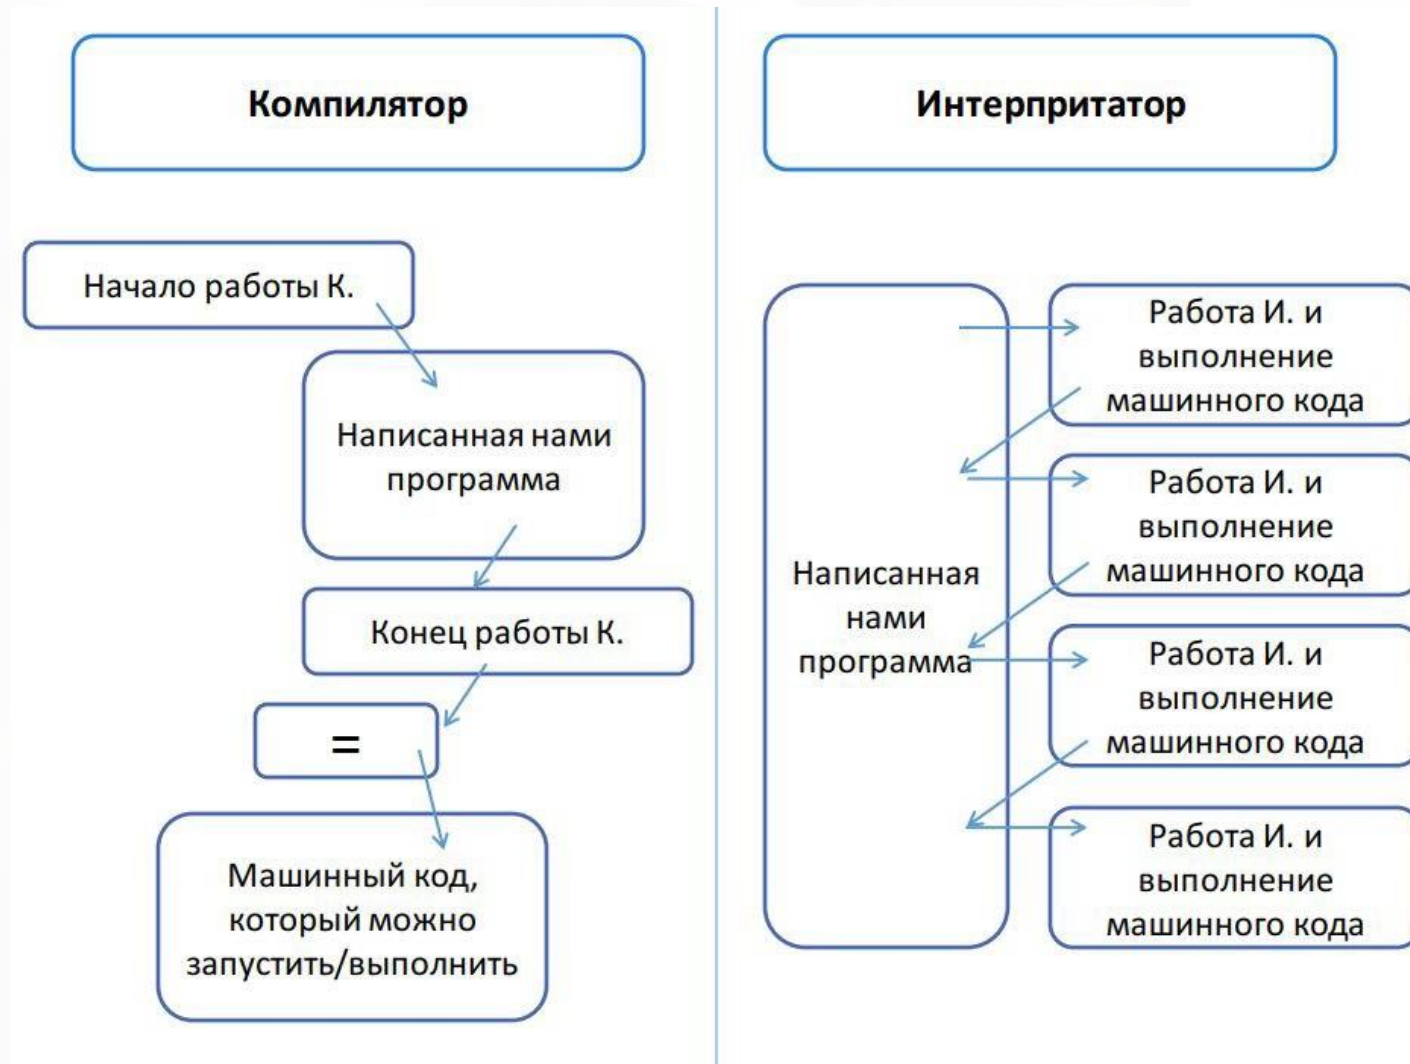 Компилятор
Начало работы К.
Написанная нами
программа
Конец работы К.
=
Машинный код,
который можно
запустить/выполнить
Интерпритатор
Написанная
нами
программа
Работа И. и
выполнение
машинного кода
Работа И. и
выполнение
машинного кода
Работа И. и
выполнение
машинного кода
Работа И. и
выполнение
машинного кода